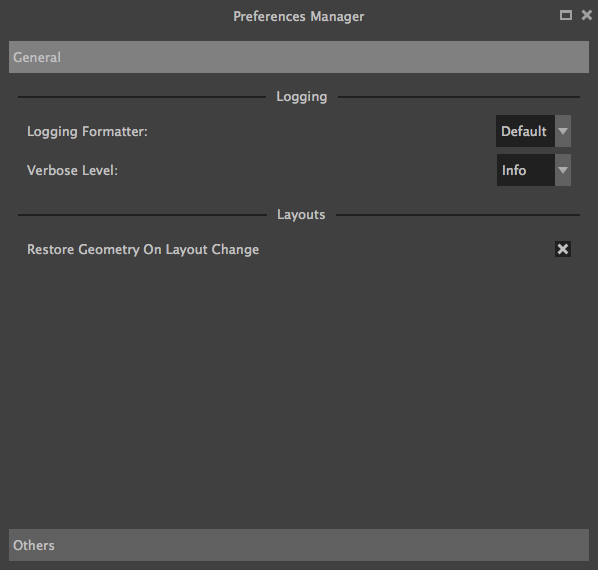 Preferences Manager
General
Logging
Logging Formatter: Default
Verbose Level: Info
Layouts
Restore Geometry On Layout Change
Others